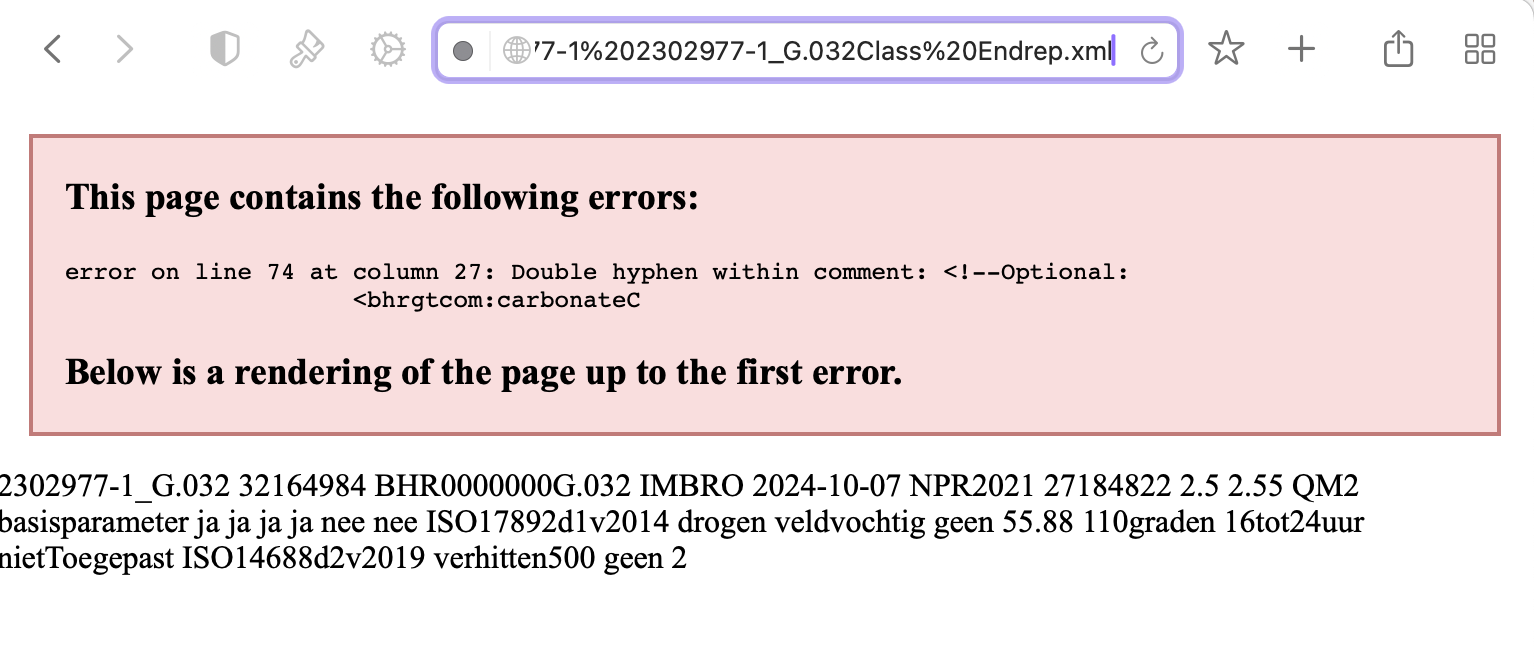 77-1%202302977-1_G.032Class%20Endrep.xml
This page contains the following errors:
error on line 74 at column 27: Double hyphen within comment: <!--Optional:
<bhrgtcom:carbonateC
Below is a rendering of the page up to the first error.
2302977-1_G.032 32164984 BHR0000000G.032 IMBRO 2024-10-07 NPR2021 27184822 2.5 2.55 QM2
basisparameter ja ja ja ja nee nee ISO17892d1v2014 drogen veldvochtig geen 55.88 110graden 16tot24uur
nietToegepast ISO14688d2v2019 verhitten500 geen 2